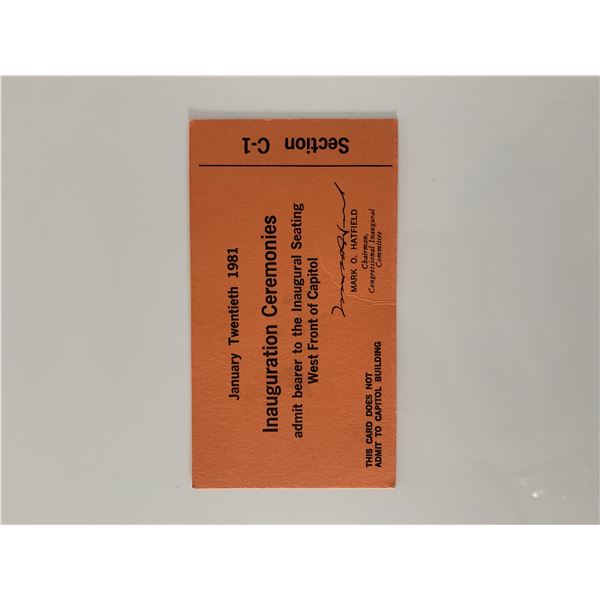 January Twentieth 1981
Inauguration Ceremonies
admit bearer to the Inaugural Seating
West Front of Capitol
MARK O. HATFIELD
Chairman,
Congressional Inaugural
Committee
THIS CARD DOES NOT
ADMIT TO CAPITOL BUILDING
Section C-1